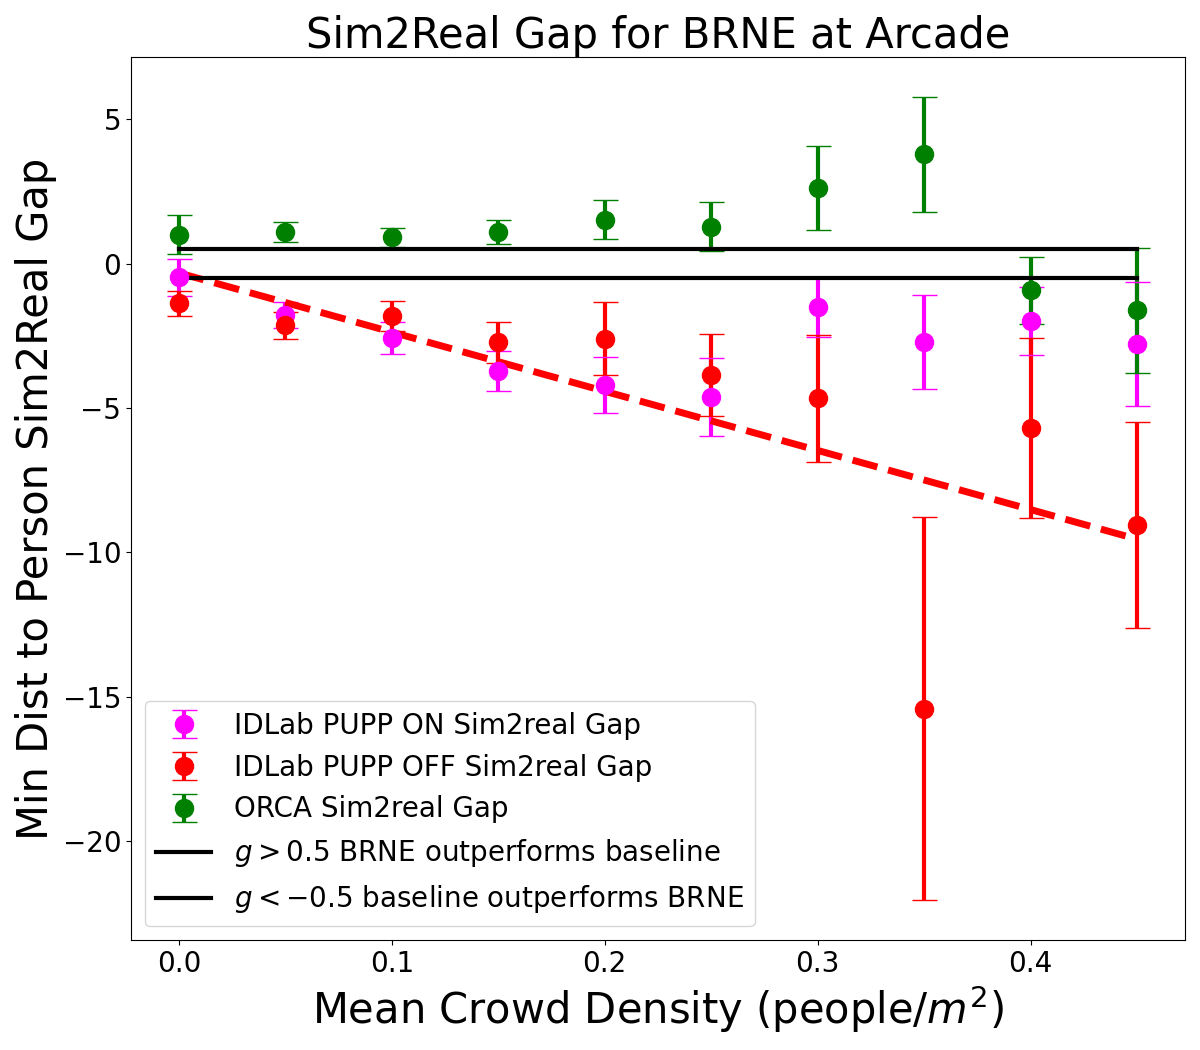 Sim2Real Gap for BRNE at Arcade
Min Dist to Person Sim2Real Gap
5
0
−5
−10
−15
−20
IDLab PUPP ON Sim2real Gap
IDLab PUPP OFF Sim2real Gap
ORCA Sim2real Gap
g > 0.5 BRNE outperforms baseline
g < −0.5 baseline outperforms BRNE
0.0 0.1 0.2 0.3 0.4
Mean Crowd Density (people/m²)